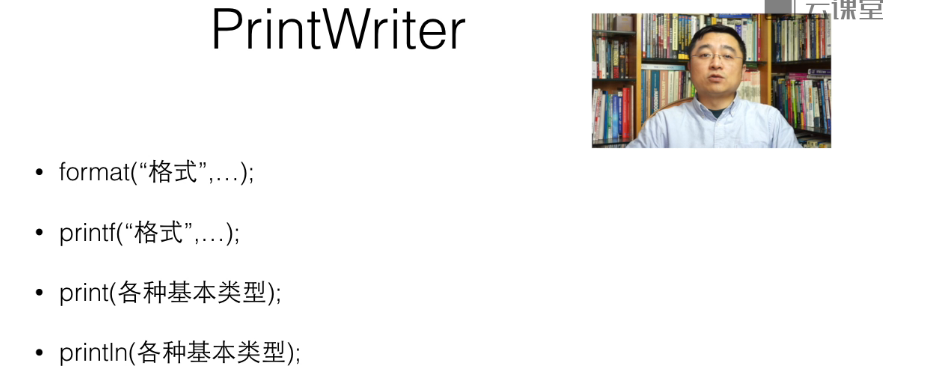 云课堂
PrintWriter
• format(“格式”,…);
• printf(“格式”,…);
• print(各种基本类型);
• println(各种基本类型);